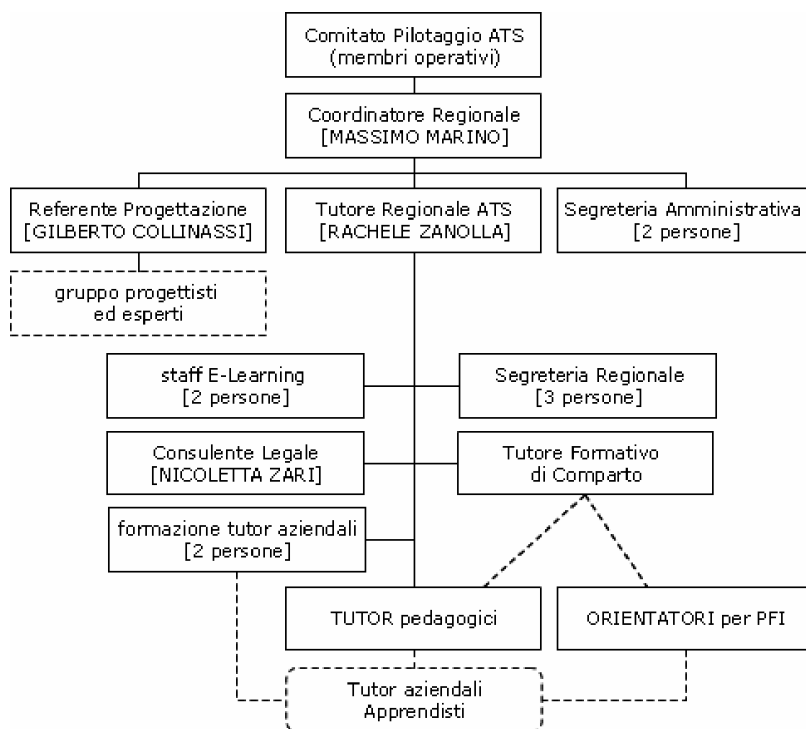 Comitato Pilotaggio ATS
(membri operativi)
Coordinatore Regionale
[MASSIMO MARINO]
Referente Progettazione
[GILBERTO COLLINASSI]
Tutore Regionale ATS
[RACHELE ZANOLLA]
Segreteria Amministrativa
[2 persone]
gruppo progettisti
ed esperti
staff E-Learning
[2 persone]
Segreteria Regionale
[3 persone]
Consulente Legale
[NICOLETTA ZARI]
Tutore Formativo
di Comparto
formazione tutor aziendali
[2 persone]
TUTOR pedagogici
ORIENTATORI per PFI
Tutor aziendali
Apprendisti